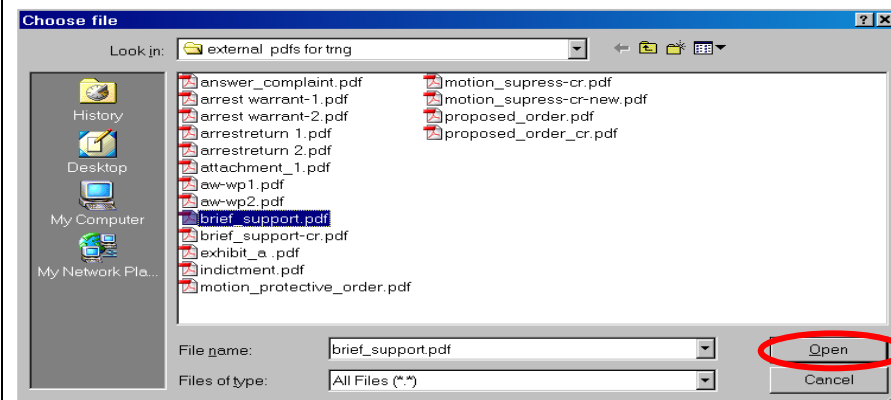 Choose file
Look in:
external pdfs for trng
History
Desktop
My Computer
My Network Pla...
answer_complaint.pdf
arrest warrant-1.pdf
arrest warrant-2.pdf
arrestreturn 1.pdf
arrestreturn 2.pdf
attachment_1.pdf
aw-wp1.pdf
aw-wp2.pdf
brief_support.pdf
brief_support-cr.pdf
exhibit_a .pdf
indictment.pdf
motion_protective_order.pdf
motion_supress-cr.pdf
motion_supress-cr-new.pdf
proposed_order.pdf
proposed_order_cr.pdf
File name:
brief_support.pdf
Open
Files of type:
All Files (*.*)
Cancel